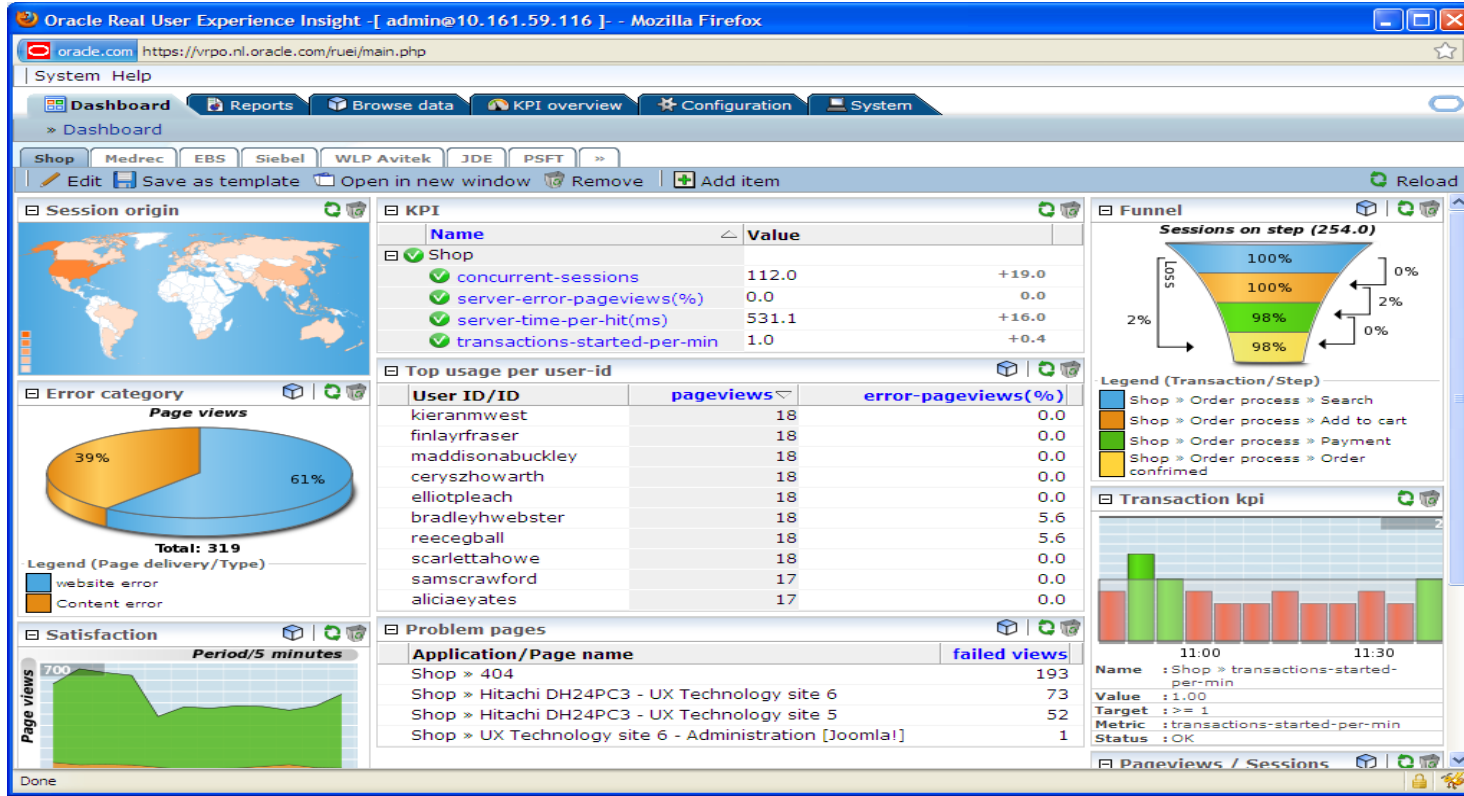 Oracle Real User Experience Insight -[ admin@10.161.59.116 ]- - Mozilla Firefox
oracle.com https://vrpo.nl.oracle.com/ruei/main.php
System Help
Dashboard Reports Browse data KPI overview Configuration System
» Dashboard
Shop Medrec EBS Siebel WLP Avitek JDE PSFT »
Edit Save as template Open in new window Remove Add item Reload
Session origin
Error category
Page views
39%
61%
Total: 319
Legend (Page delivery/Type)
website error
Content error
Satisfaction
Period/5 minutes
700
Page views
KPI
Name Value
Shop
concurrent-sessions 112.0 +19.0
server-error-pageviews(%) 0.0 0.0
server-time-per-hit(ms) 531.1 +16.0
transactions-started-per-min 1.0 +0.4
Top usage per user-id
User ID/ID pageviews error-pageviews(%)
kieranmwest 18 0.0
finlayrfraser 18 0.0
maddisonabuckley 18 0.0
ceryszhowarth 18 0.0
elliotpleach 18 0.0
bradleyhwebster 18 5.6
reecegball 18 5.6
scarlettahowe 18 0.0
samscrawford 17 0.0
aliciaeyates 17 0.0
Problem pages
Application/Page name failed views
Shop » 404 193
Shop » Hitachi DH24PC3 - UX Technology site 6 73
Shop » Hitachi DH24PC3 - UX Technology site 5 52
Shop » UX Technology site 6 - Administration [Joomla!] 1
Funnel
Sessions on step (254.0)
Loss
100%
0%
100%
2%
2%
98%
0%
98%
Legend (Transaction/Step)
Shop » Order process » Search
Shop » Order process » Add to cart
Shop » Order process » Payment
Shop » Order process » Order
confrimed
Transaction kpi
2
11:00 11:30
Name : Shop » transactions-started-
per-min
Value : 1.00
Target : >= 1
Metric : transactions-started-per-min
Status : OK
Pageviews / Sessions
Done